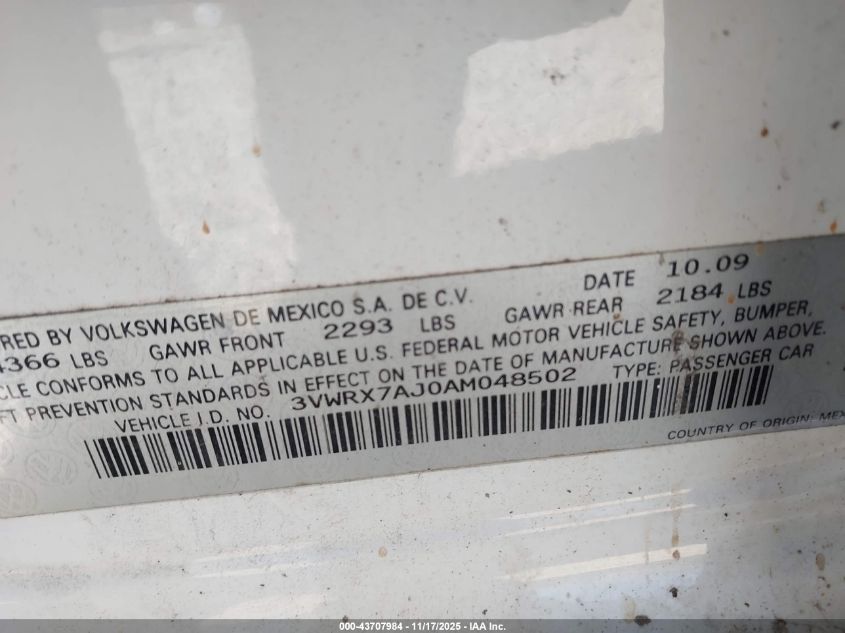 RED BY VOLKSWAGEN DE MEXICO S.A. DE C.V. DATE 10.09
4366 LBS GAWR FRONT 2293 LBS GAWR REAR 2184 LBS
CLE CONFORMS TO ALL APPLICABLE U.S. FEDERAL MOTOR VEHICLE SAFETY, BUMPER,
FT PREVENTION STANDARDS IN EFFECT ON THE DATE OF MANUFACTURE SHOWN ABOVE.
VEHICLE I.D. NO. 3VWRX7AJ0AM048502 TYPE: PASSENGER CAR
COUNTRY OF ORIGIN: MEX
000-43707984 - 11/17/2025 - IAA Inc.